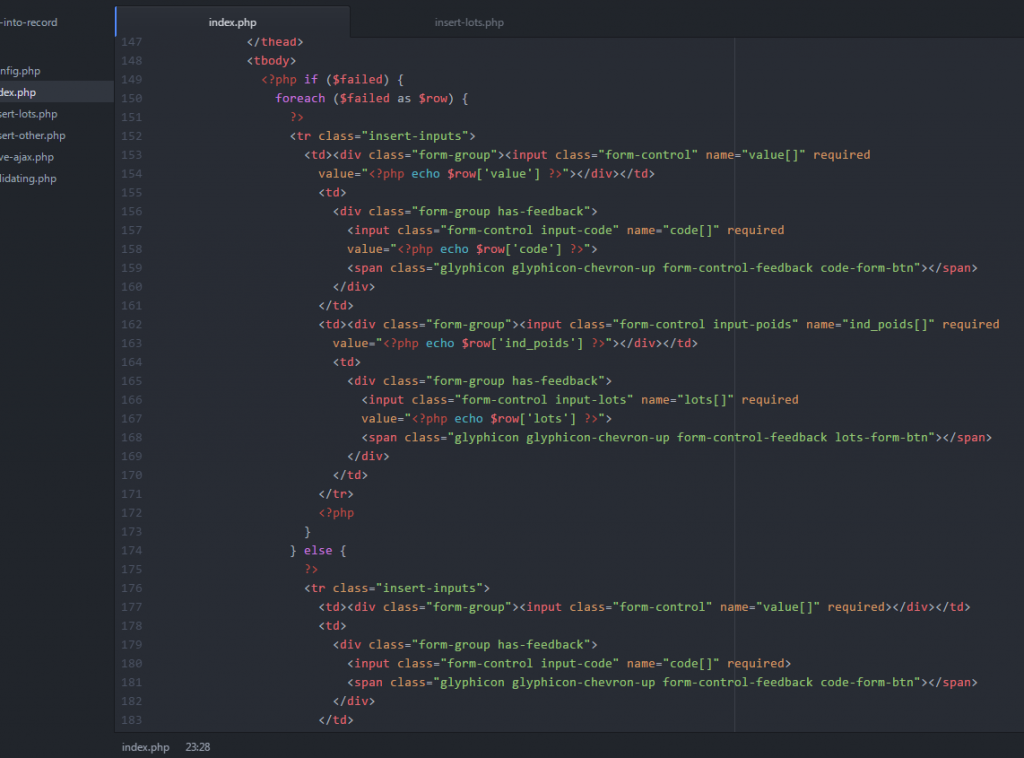 -into-record
index.php
insert-lots.php
nfig.php
dex.php
sert-lots.php
sert-other.php
ve-ajax.php
lidating.php
147 </thead>
148 <tbody>
149 <?php if ($failed) {
150 foreach ($failed as $row) {
151 ?>
152 <tr class="insert-inputs">
153 <td><div class="form-group"><input class="form-control" name="value[]" required
154 value="<?php echo $row['value'] ?>"></div></td>
155 <td>
156 <div class="form-group has-feedback">
157 <input class="form-control input-code" name="code[]" required
158 value="<?php echo $row['code'] ?>">
159 <span class="glyphicon glyphicon-chevron-up form-control-feedback code-form-btn"></span>
160 </div>
161 </td>
162 <td><div class="form-group"><input class="form-control input-poids" name="ind_poids[]" required
163 value="<?php echo $row['ind_poids'] ?>"></div></td>
164 <td>
165 <div class="form-group has-feedback">
166 <input class="form-control input-lots" name="lots[]" required
167 value="<?php echo $row['lots'] ?>">
168 <span class="glyphicon glyphicon-chevron-up form-control-feedback lots-form-btn"></span>
169 </div>
170 </td>
171 </tr>
172 <?php
173 }
174 } else {
175 ?>
176 <tr class="insert-inputs">
177 <td><div class="form-group"><input class="form-control" name="value[]" required></div></td>
178 <td>
179 <div class="form-group has-feedback">
180 <input class="form-control input-code" name="code[]" required>
181 <span class="glyphicon glyphicon-chevron-up form-control-feedback code-form-btn"></span>
182 </div>
183 </td>
index.php 23:28